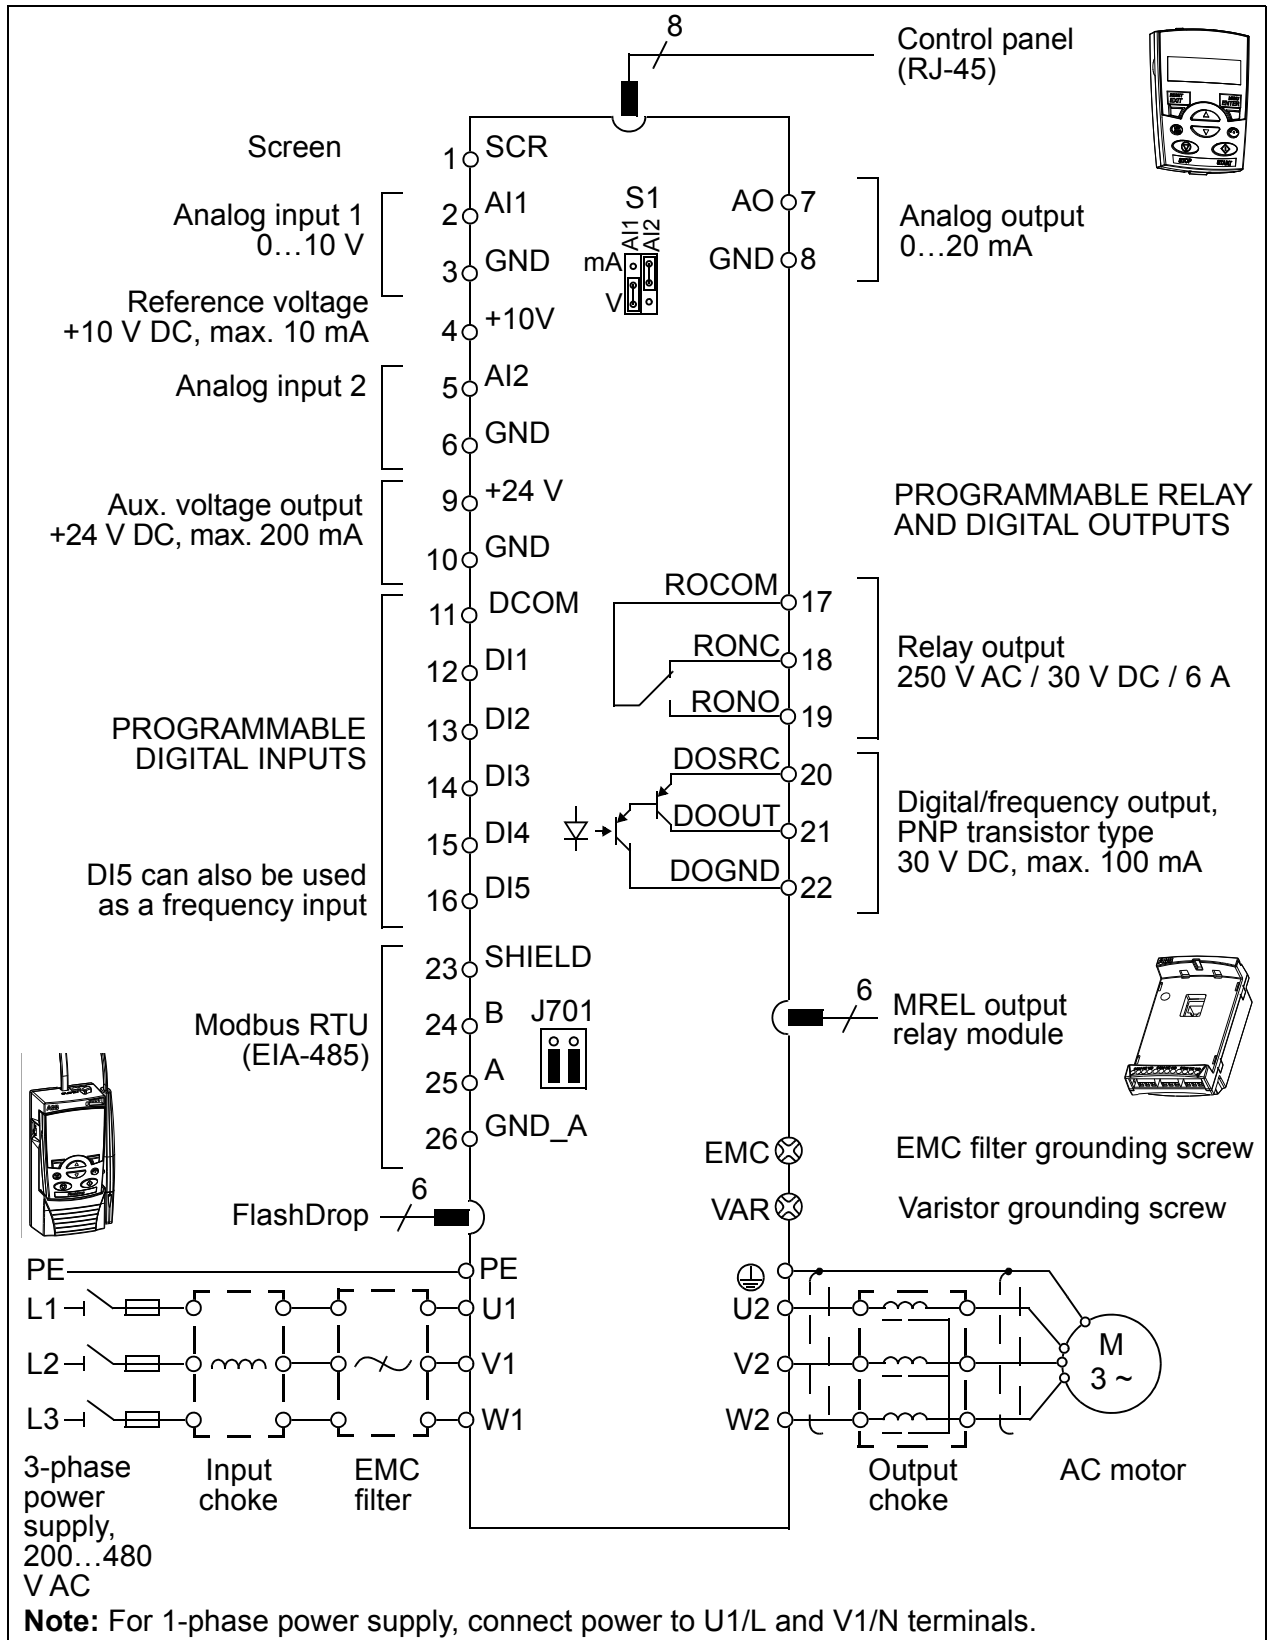 8
Control panel
(RJ-45)
Screen
1 SCR
Analog input 1
0…10 V
2 AI1
3 GND
Reference voltage
+10 V DC, max. 10 mA
4 +10V
Analog input 2
5 AI2
6 GND
Aux. voltage output
+24 V DC, max. 200 mA
9 +24 V
10 GND
PROGRAMMABLE
DIGITAL INPUTS
DI5 can also be used
as a frequency input
11 DCOM
12 DI1
13 DI2
14 DI3
15 DI4
16 DI5
Modbus RTU
(EIA-485)
23 SHIELD
24 B
25 A
26 GND_A
J701
FlashDrop
6
S1
AI1
AI2
mA
V
AO 7
GND 8
Analog output
0…20 mA
PROGRAMMABLE RELAY
AND DIGITAL OUTPUTS
ROCOM 17
RONC 18
RONO 19
Relay output
250 V AC / 30 V DC / 6 A
DOSRC 20
DOOUT 21
DOGND 22
Digital/frequency output,
PNP transistor type
30 V DC, max. 100 mA
6
MREL output
relay module
EMC
EMC filter grounding screw
VAR
Varistor grounding screw
PE
PE
L1
U1
U2
L2
V1
V2
L3
W1
W2
M
3 ~
3-phase
power
supply,
200…480
V AC
Input
choke
EMC
filter
Output
choke
AC motor
EXIT
ENTER
STOP
START
ABB
Note: For 1-phase power supply, connect power to U1/L and V1/N terminals.